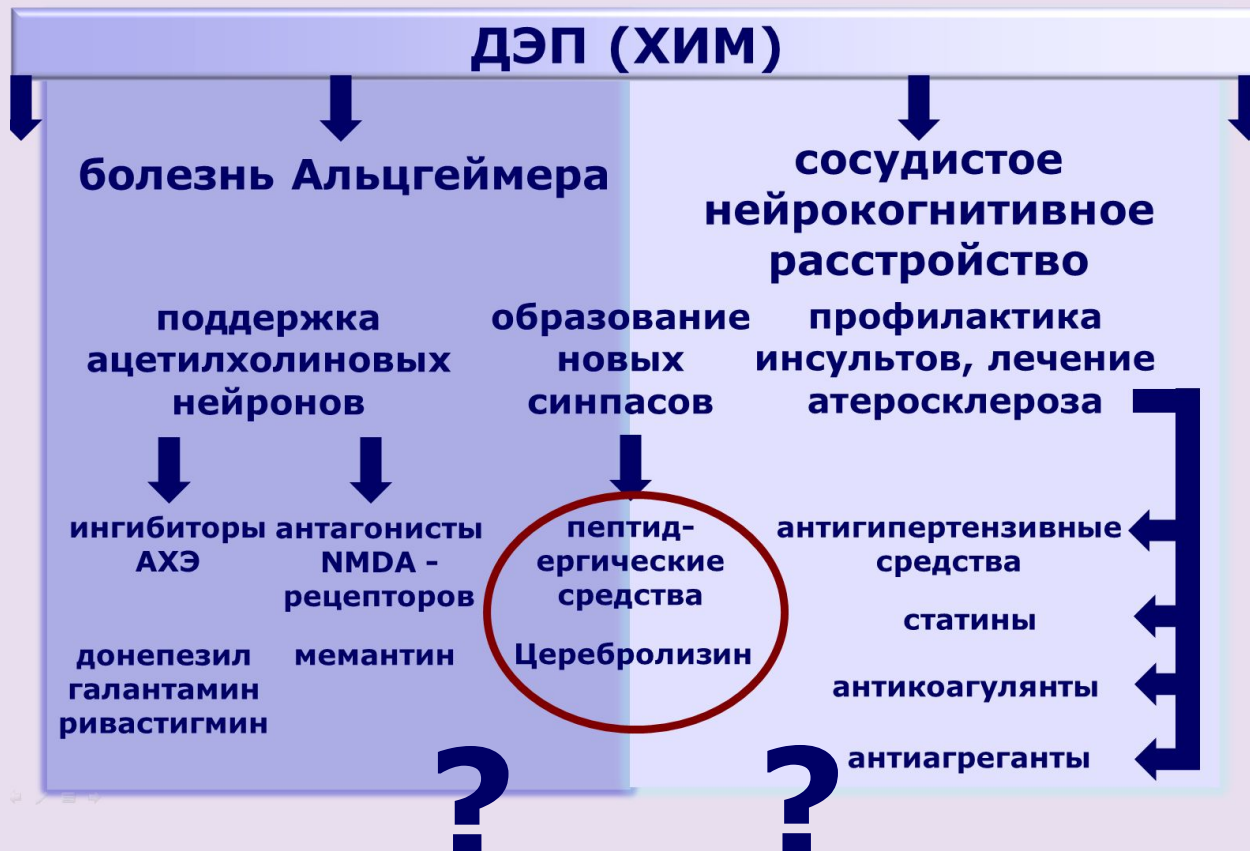 ДЭП (ХИМ)
болезнь Альцгеймера
сосудистое
нейрокогнитивное
расстройство
поддержка
ацетилхолиновых
нейронов
образование
новых
синпасов
профилактика
инсультов, лечение
атеросклероза
ингибиторы
АХЭ
донепезил
галантамин
ривастигмин
антагонисты
NMDA –
рецепторов
мемантин
пептид-
ергические
средства
Церебролизин
антигипертензивные
средства
статины
антикоагулянты
антиагреганты
?
?